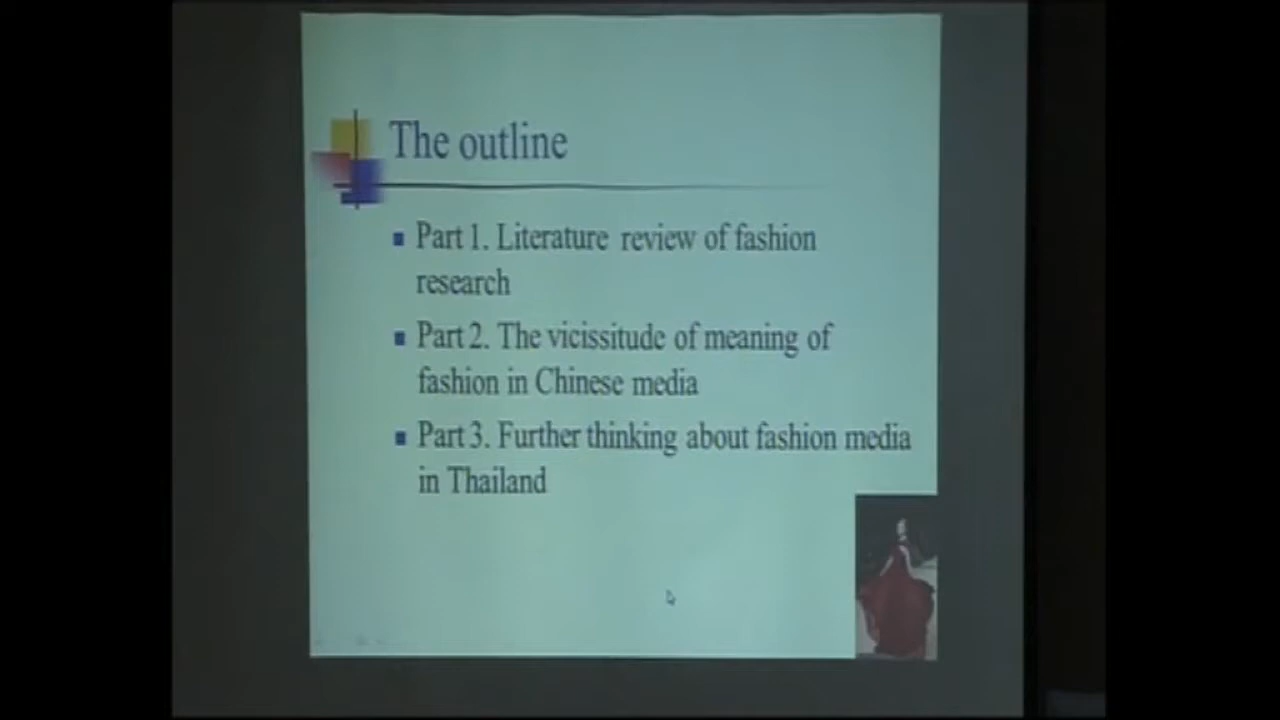 The outline
Part 1. Literature review of fashion
research
Part 2. The vicissitude of meaning of
fashion in Chinese media
Part 3. Further thinking about fashion media
in Thailand